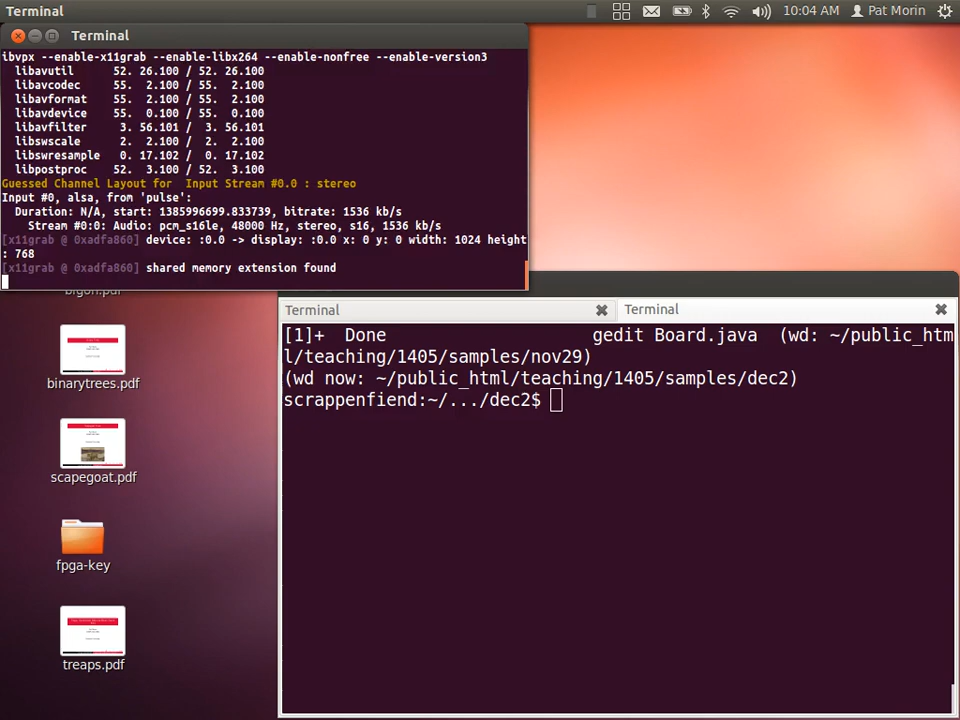 Terminal
10:04 AM
Pat Morin
Terminal
ibvpx --enable-x11grab --enable-libx264 --enable-nonfree --enable-version3
libavutil 52. 26.100 / 52. 26.100
libavcodec 55. 2.100 / 55. 2.100
libavformat 55. 2.100 / 55. 2.100
libavdevice 55. 0.100 / 55. 0.100
libavfilter 3. 56.101 / 3. 56.101
libswscale 2. 2.100 / 2. 2.100
libswresample 0. 17.102 / 0. 17.102
libpostproc 52. 3.100 / 52. 3.100
Guessed Channel Layout for Input Stream #0.0 : stereo
Input #0, alsa, from 'pulse':
Duration: N/A, start: 1385996699.833739, bitrate: 1536 kb/s
Stream #0:0: Audio: pcm_s16le, 48000 Hz, stereo, s16, 1536 kb/s
[x11grab @ 0xadfa860] device: :0.0 -> display: :0.0 x: 0 y: 0 width: 1024 height
: 768
[x11grab @ 0xadfa860] shared memory extension found
binarytrees.pdf
scapegoat.pdf
fpga-key
treaps.pdf
Terminal
Terminal
[1]+ Done gedit Board.java (wd: ~/public_htm
l/teaching/1405/samples/nov29)
(wd now: ~/public_html/teaching/1405/samples/dec2)
scrappenfiend:~/.../dec2$